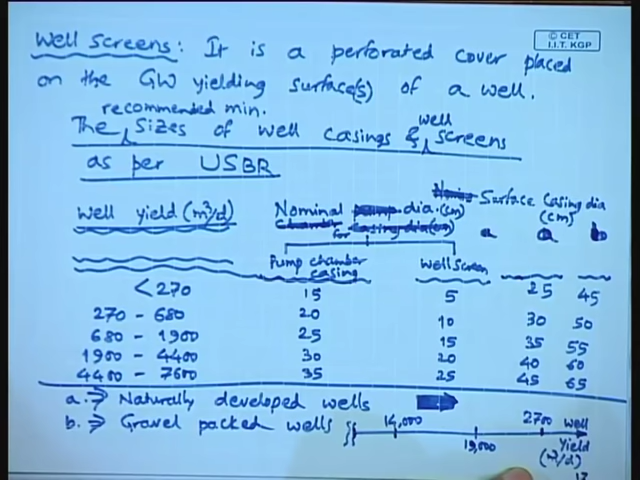 © CET
I.I.T. KGP
Well Screens: It is a perforated cover placed
on the GW yielding surface(s) of a well.
recommended min.
The Sizes of well casings & well screens
as per USBR
Well yield (m³/d)
Nominal dia. (cm)
for
Surface Casing dia
(cm)
a b
Pump chamber casing
Well Screen
<270 15 5 25 45
270 - 680 20 10 30 50
680 - 1900 25 15 35 55
1900 - 4400 30 20 40 60
4400 - 7600 35 25 45 65
a. ⇒ Naturally developed wells
b. ⇒ Gravel packed wells
14,000 19,000 2700 well
Yield
(m³/d)